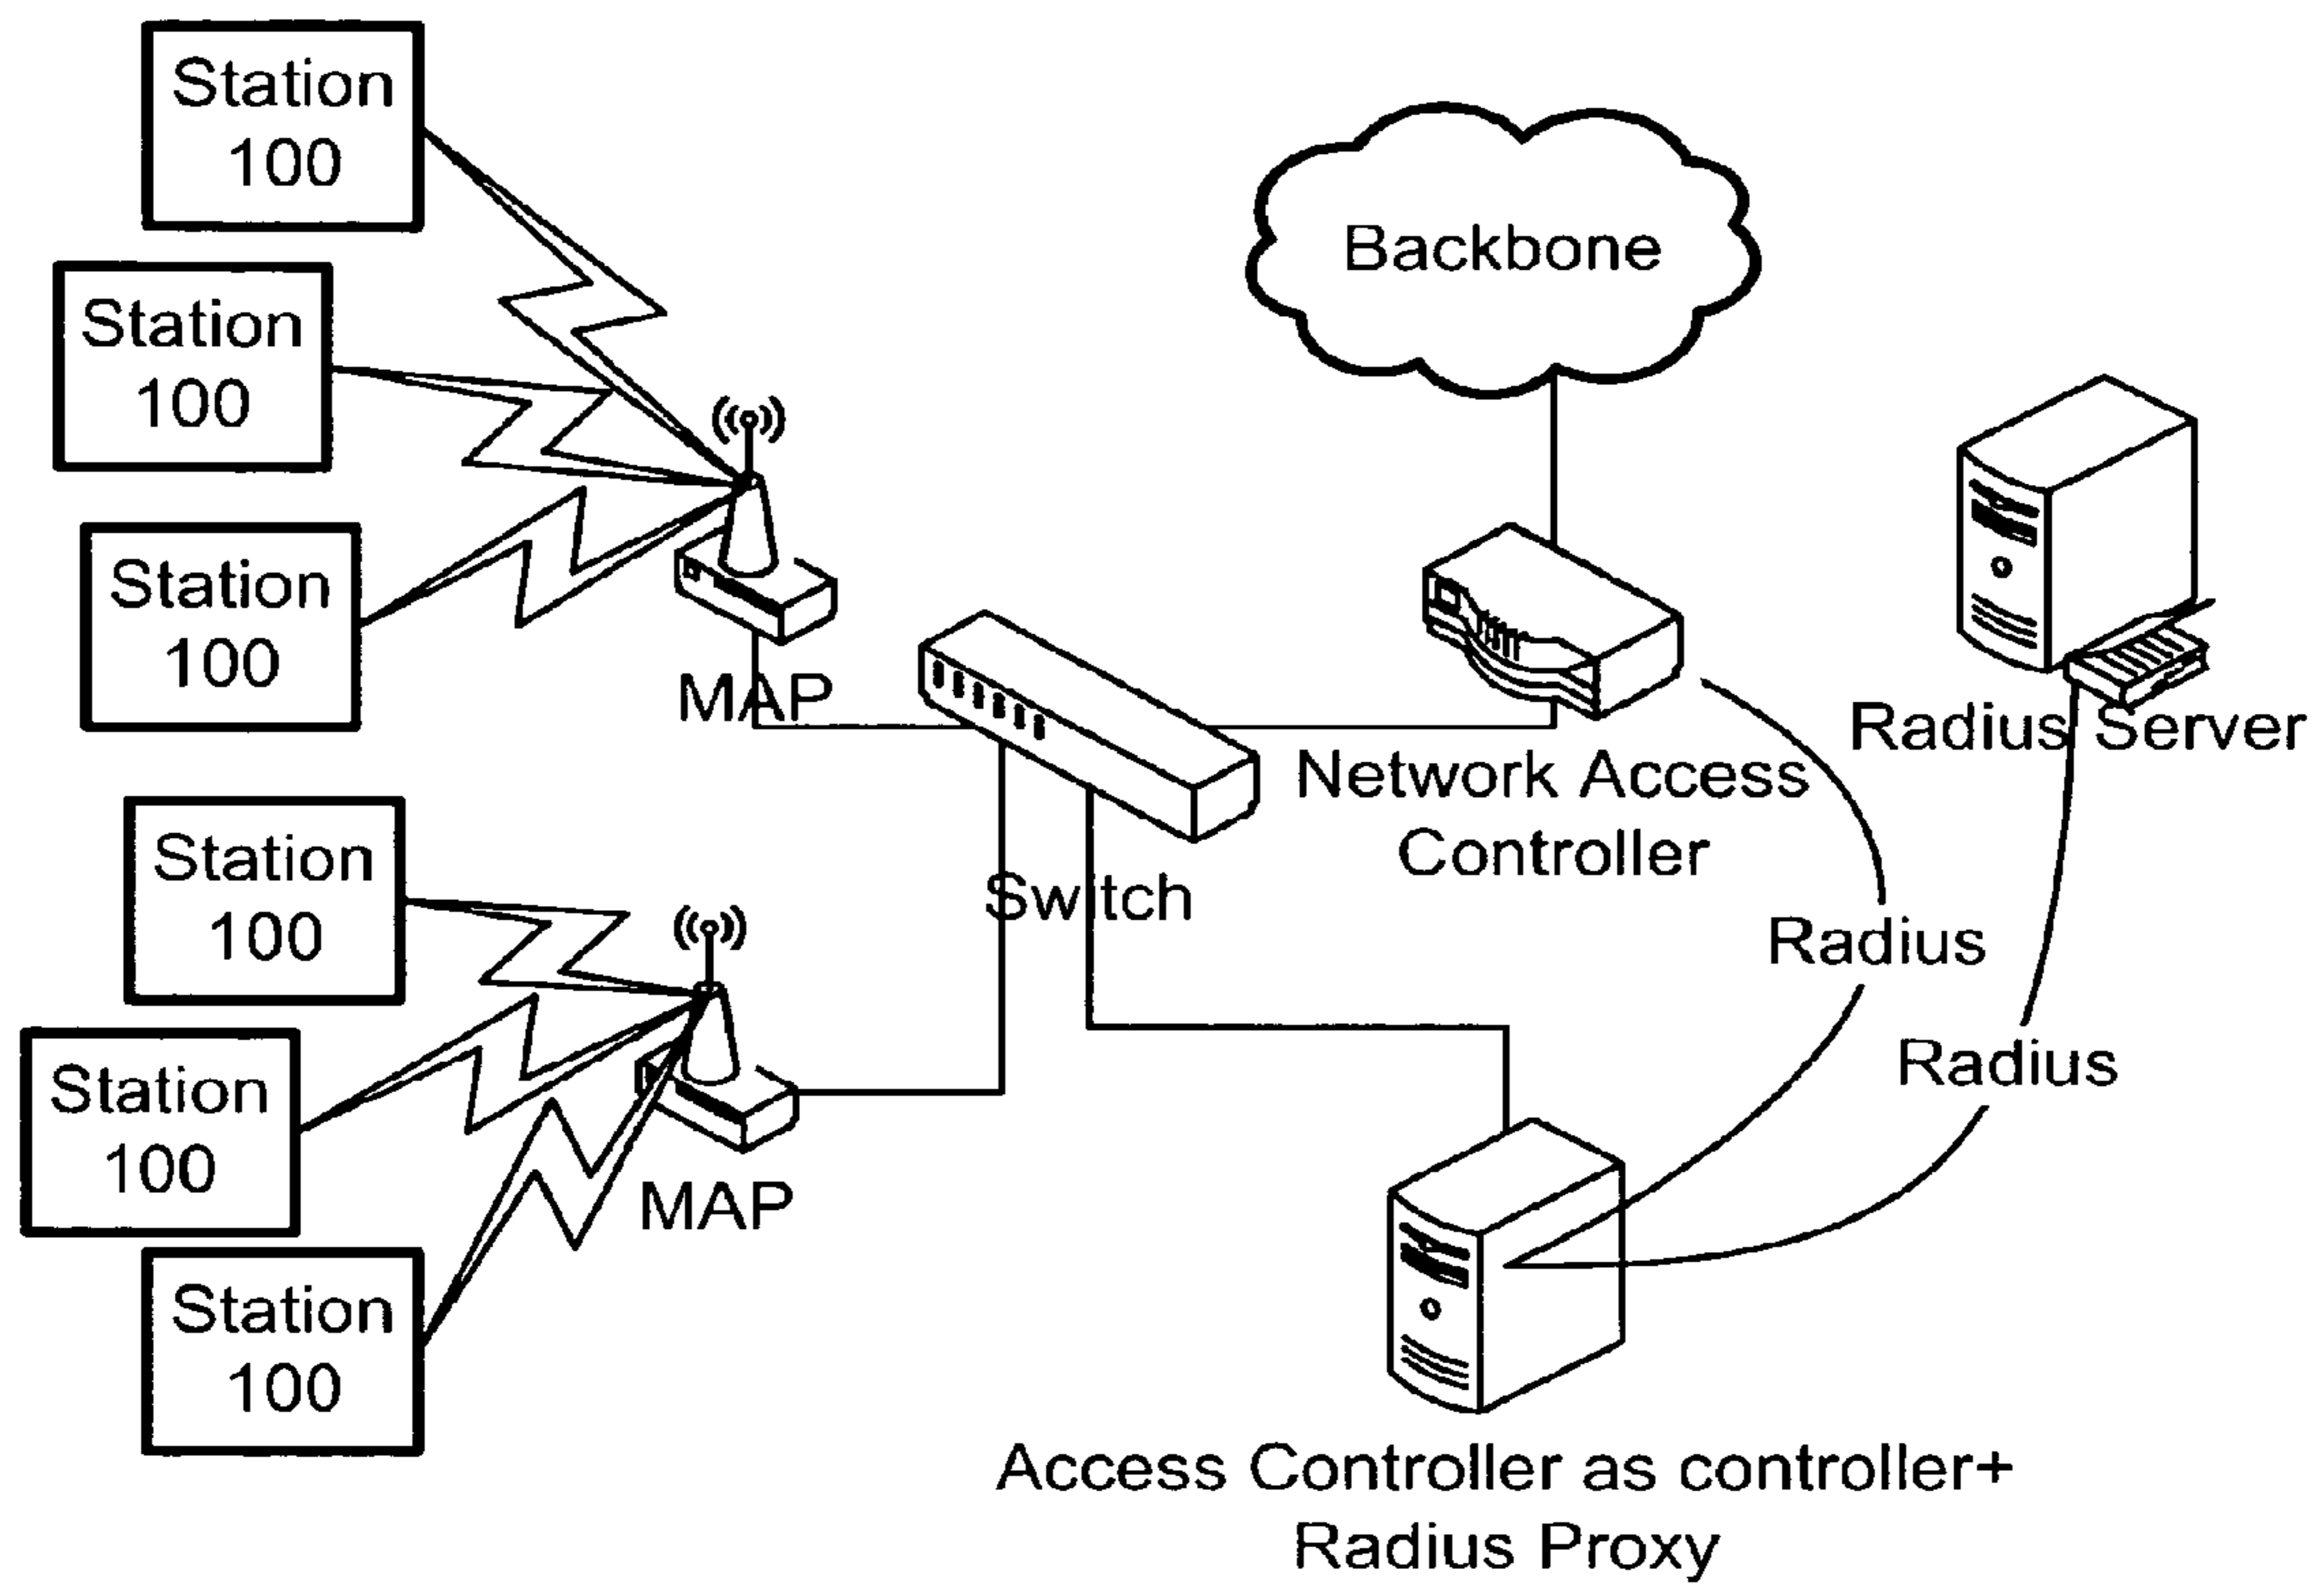 Station
100
Station
100
Station
100
Backbone
MAP
Radius Server
Network Access
Controller
Switch
Station
100
Radius
Station
100
Radius
MAP
Station
100
Access Controller as controller+
Radius Proxy